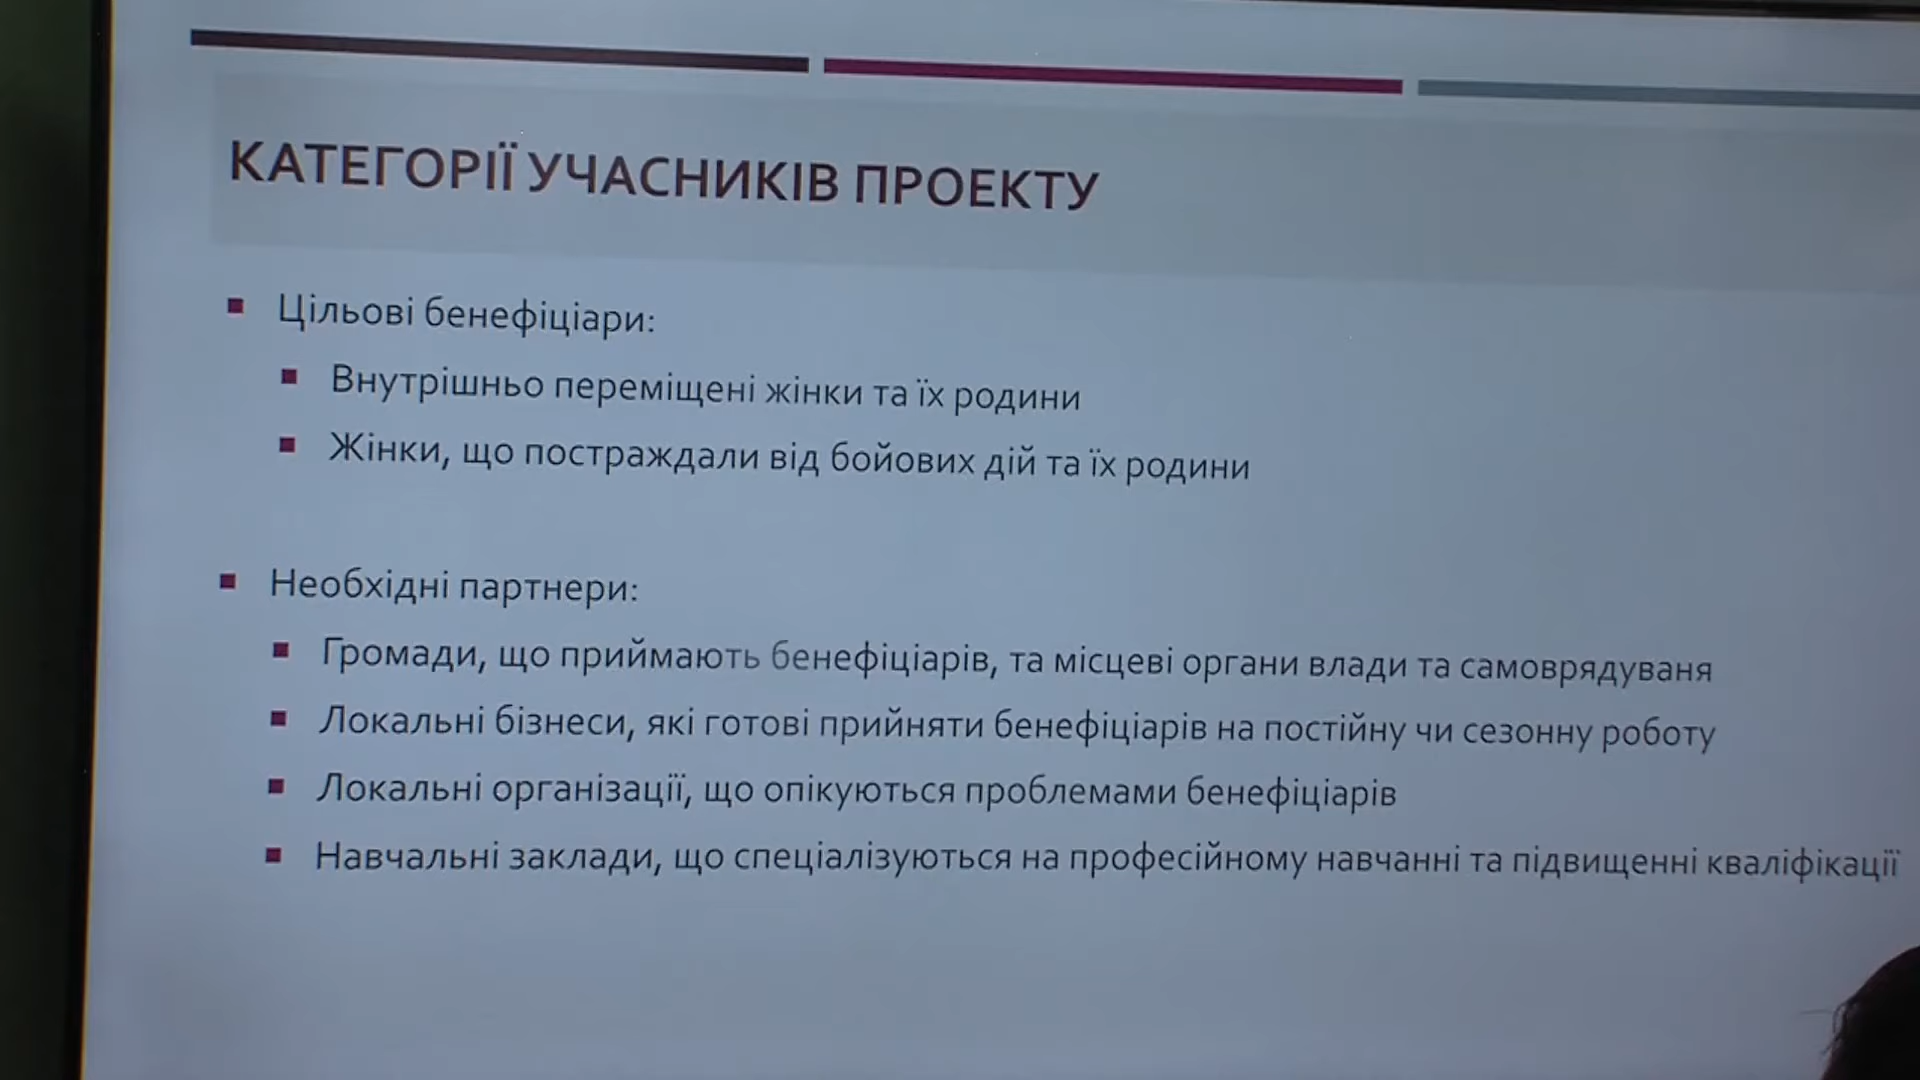 КАТЕГОРІЇ УЧАСНИКІВ ПРОЕКТУ
Цільові бенефіціари:
Внутрішньо переміщені жінки та їх родини
Жінки, що постраждали від бойових дій та їх родини
Необхідні партнери:
Громади, що приймають бенефіціарів, та місцеві органи влади та самоврядуваня
Локальні бізнеси, які готові прийняти бенефіціарів на постійну чи сезонну роботу
Локальні організації, що опікуються проблемами бенефіціарів
Навчальні заклади, що спеціалізуються на професійному навчанні та підвищенні кваліфікації